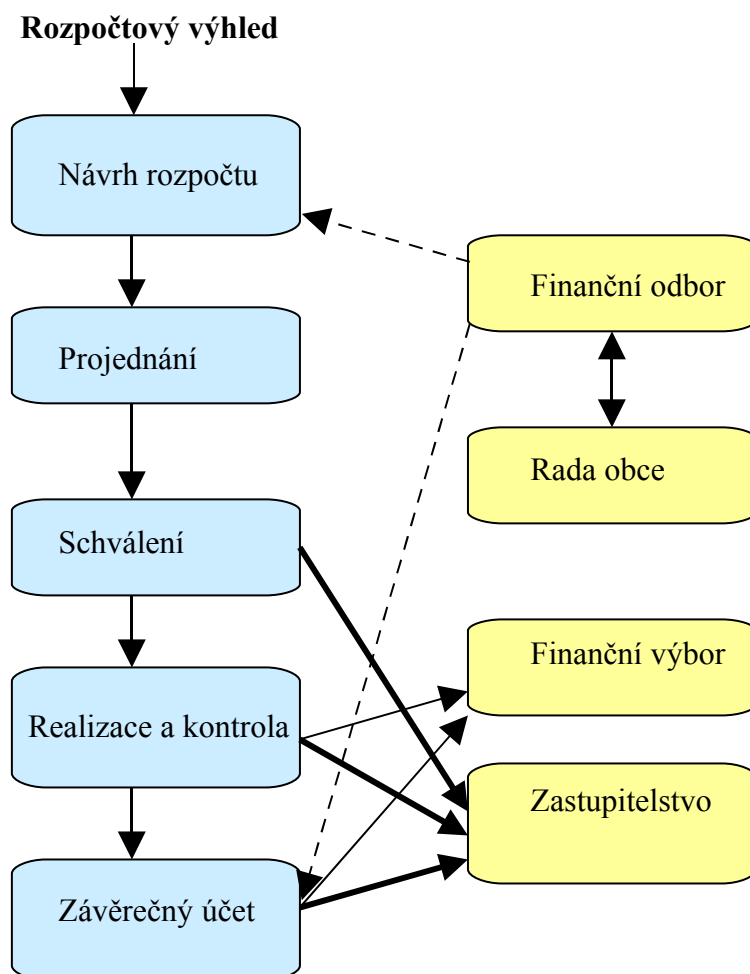 Rozpočtový výhled
Návrh rozpočtu
Finanční odbor
Projednání
Rada obce
Schválení
Finanční výbor
Realizace a kontrola
Zastupitelstvo
Závěrečný účet